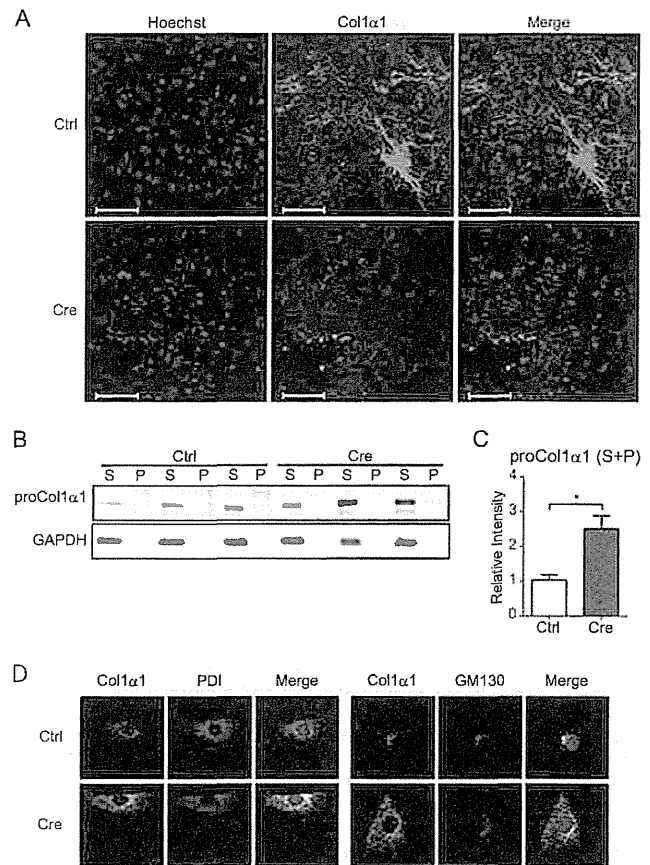 A
Hoechst Col1α1 Merge
Ctrl
Cre
B
Ctrl Cre
S P S P S P S P S P S P
proCol1α1
GAPDH
C
proCol1α1 (S+P)
Relative Intensity
4
3
2
1
0
*
Ctrl Cre
D
Col1α1 PDI Merge Col1α1 GM130 Merge
Ctrl
Cre